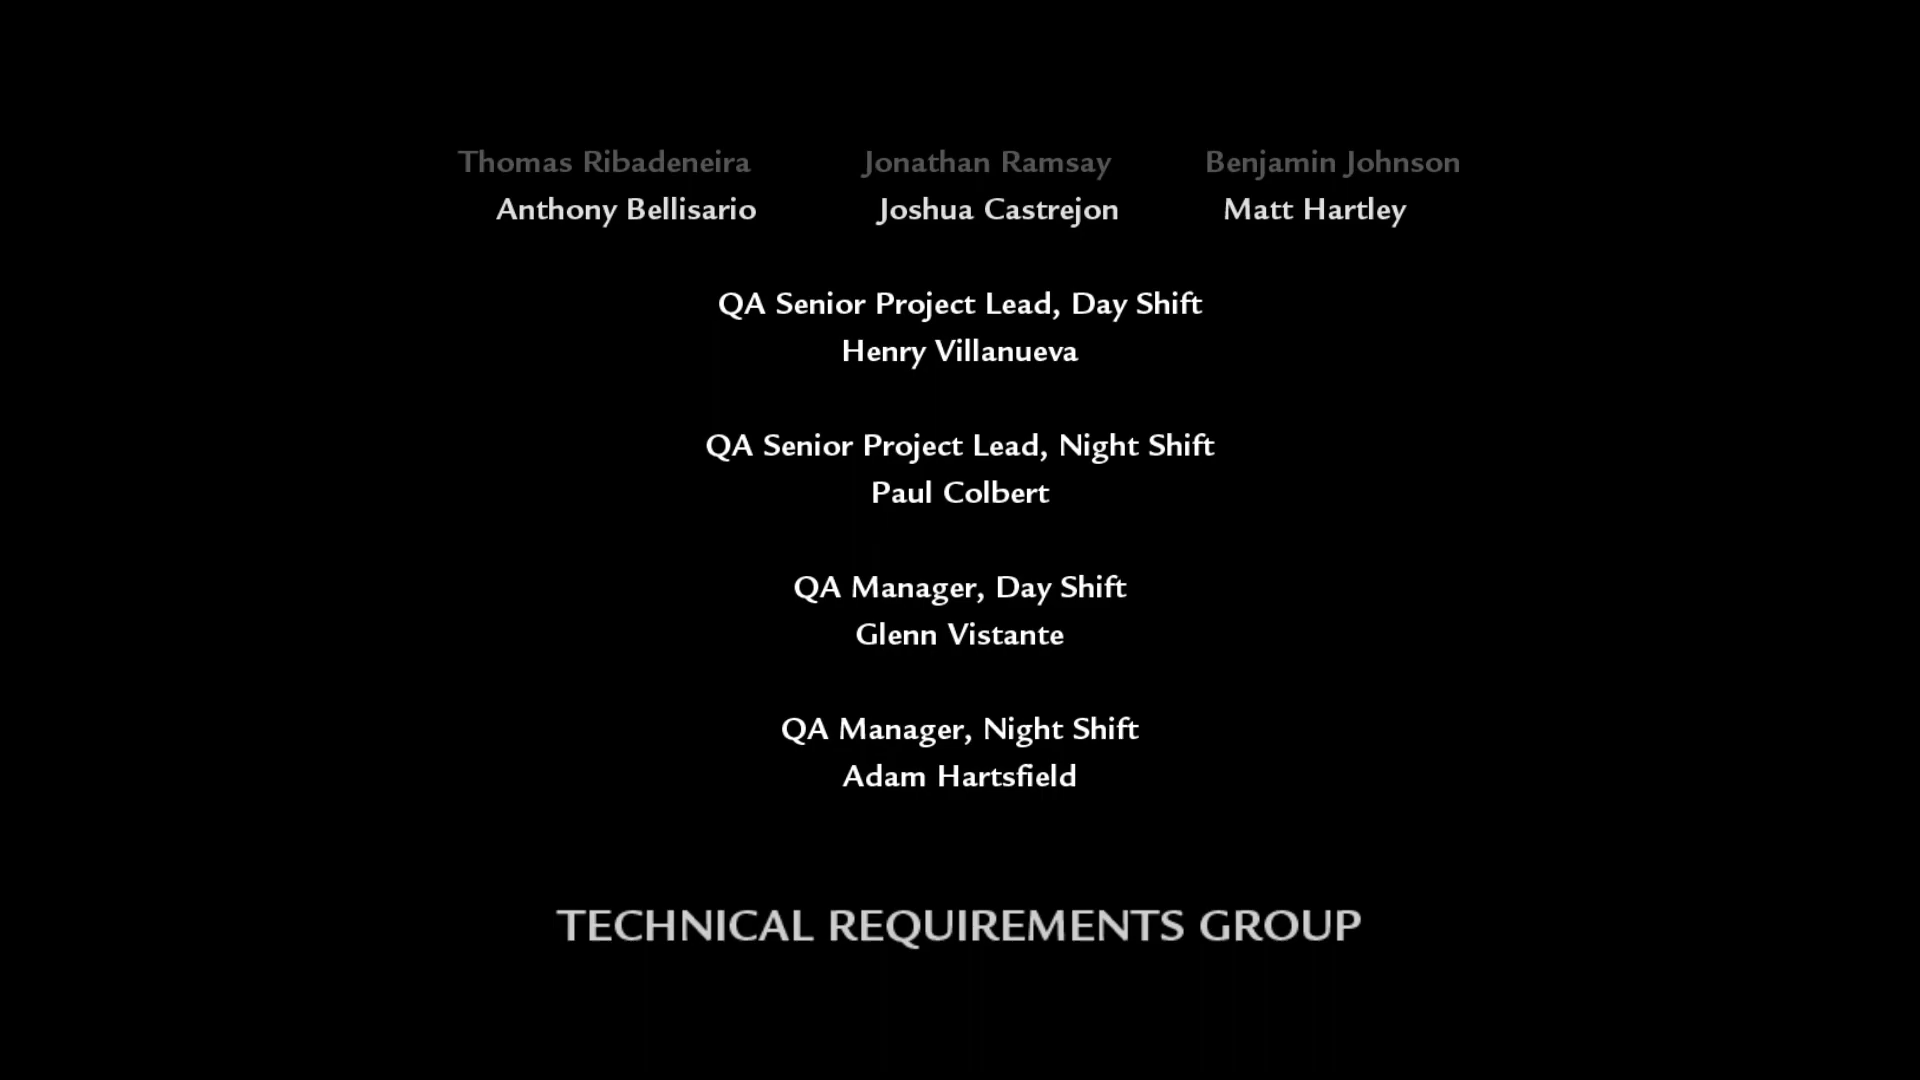 Thomas Ribadeneira Jonathan Ramsay Benjamin Johnson
Anthony Bellisario Joshua Castrejon Matt Hartley
QA Senior Project Lead, Day Shift
Henry Villanueva
QA Senior Project Lead, Night Shift
Paul Colbert
QA Manager, Day Shift
Glenn Vistante
QA Manager, Night Shift
Adam Hartsfield
TECHNICAL REQUIREMENTS GROUP